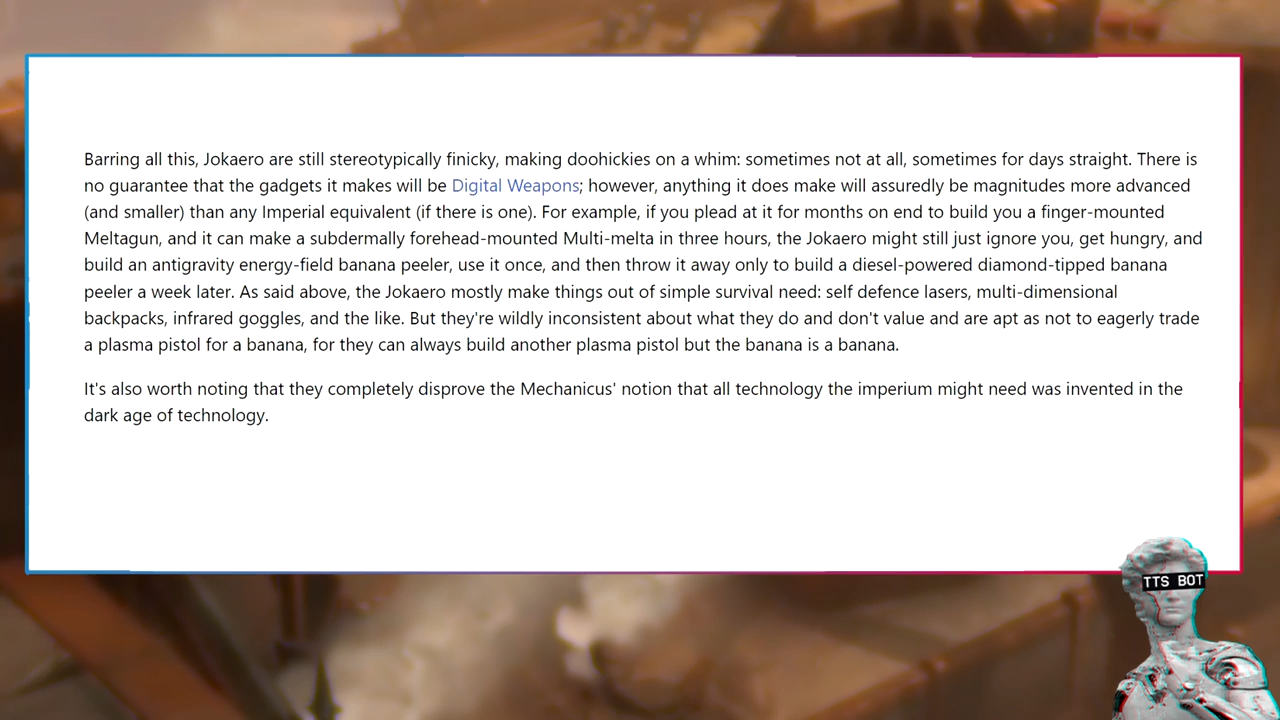 Barring all this, Jokaero are still stereotypically finicky, making doohickies on a whim: sometimes not at all, sometimes for days straight. There is
no guarantee that the gadgets it makes will be Digital Weapons; however, anything it does make will assuredly be magnitudes more advanced
(and smaller) than any Imperial equivalent (if there is one). For example, if you plead at it for months on end to build you a finger-mounted
Meltagun, and it can make a subdermally forehead-mounted Multi-melta in three hours, the Jokaero might still just ignore you, get hungry, and
build an antigravity energy-field banana peeler, use it once, and then throw it away only to build a diesel-powered diamond-tipped banana
peeler a week later. As said above, the Jokaero mostly make things out of simple survival need: self defence lasers, multi-dimensional
backpacks, infrared goggles, and the like. But they're wildly inconsistent about what they do and don't value and are apt as not to eagerly trade
a plasma pistol for a banana, for they can always build another plasma pistol but the banana is a banana.
It's also worth noting that they completely disprove the Mechanicus' notion that all technology the imperium might need was invented in the
dark age of technology.
TTS BOT